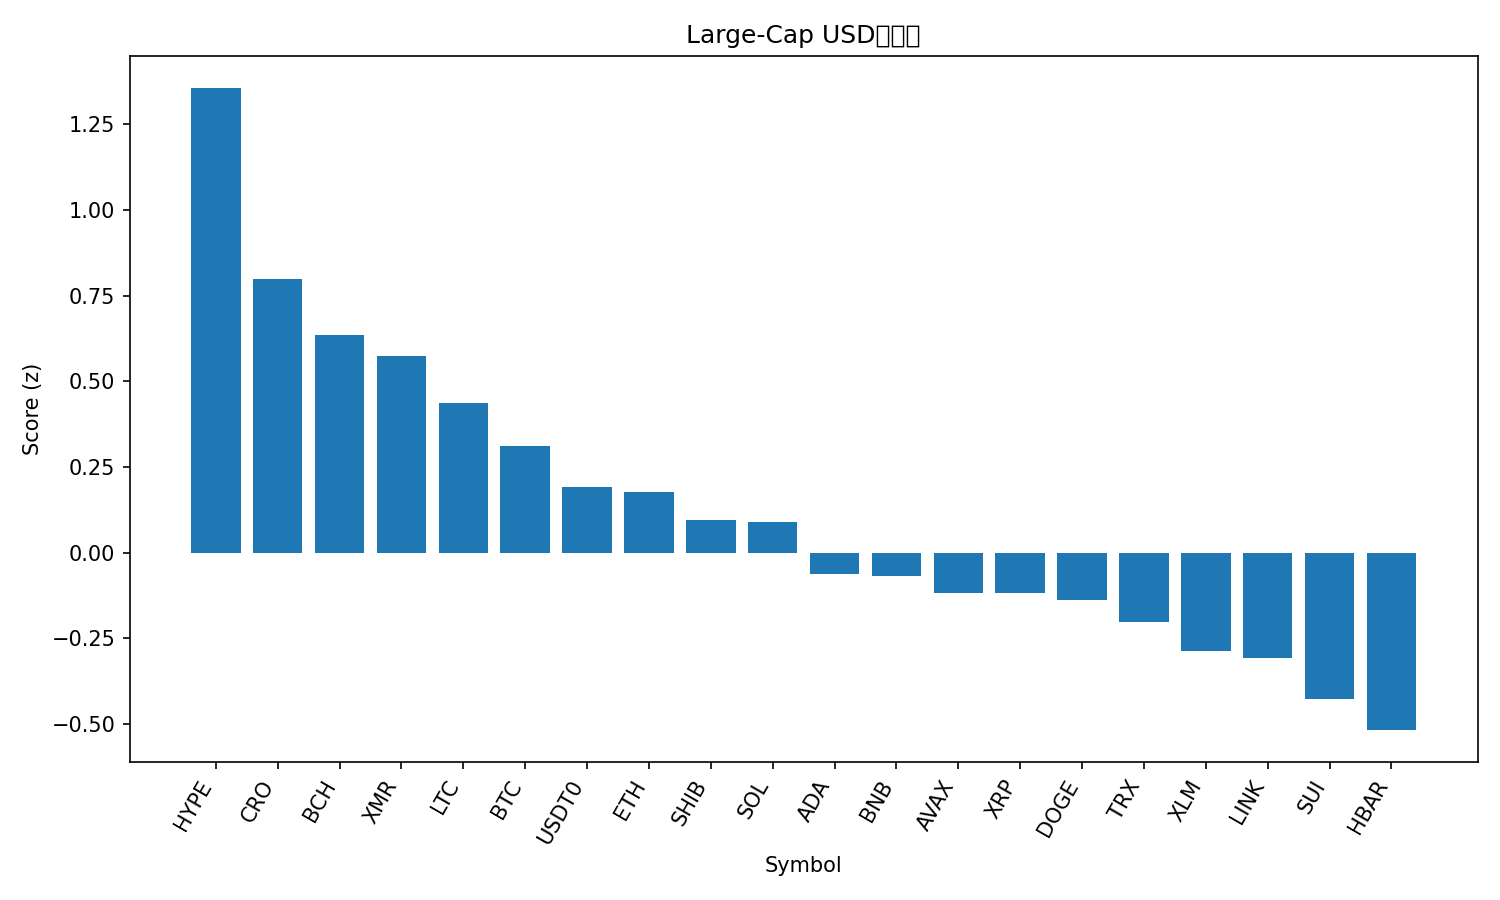 Large-Cap USD
1.25
1.00
0.75
0.50
0.25
0.00
−0.25
−0.50
Score (z)
HYPE
CRO
BCH
XMR
LTC
BTC
USDT0
ETH
SHIB
SOL
ADA
BNB
AVAX
XRP
DOGE
TRX
XLM
LINK
SUI
HBAR
Symbol